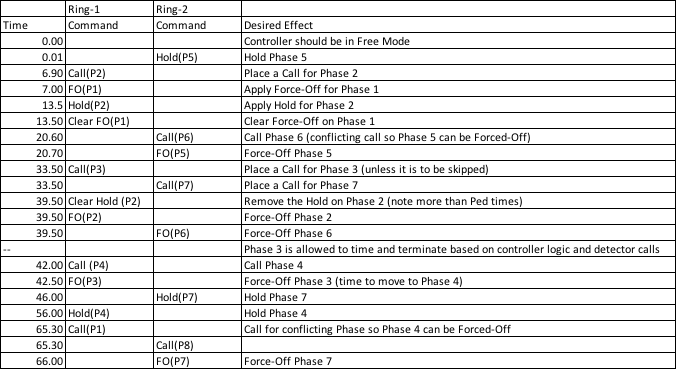 Ring-1 Ring-2
Time Command Command Desired Effect
0.00 Controller should be in Free Mode
0.01 Hold(P5) Hold Phase 5
6.90 Call(P2) Place a Call for Phase 2
7.00 FO(P1) Apply Force-Off for Phase 1
13.5 Hold(P2) Apply Hold for Phase 2
13.50 Clear FO(P1) Clear Force-Off on Phase 1
20.60 Call(P6) Call Phase 6 (conflicting call so Phase 5 can be Forced-Off)
20.70 FO(P5) Force-Off Phase 5
33.50 Call(P3) Place a Call for Phase 3 (unless it is to be skipped)
33.50 Call(P7) Place a Call for Phase 7
39.50 Clear Hold (P2) Remove the Hold on Phase 2 (note more than Ped times)
39.50 FO(P2) Force-Off Phase 2
39.50 FO(P6) Force-Off Phase 6
-- Phase 3 is allowed to time and terminate based on controller logic and detector calls
42.00 Call (P4) Call Phase 4
42.50 FO(P3) Force-Off Phase 3 (time to move to Phase 4)
46.00 Hold(P7) Hold Phase 7
56.00 Hold(P4) Hold Phase 4
65.30 Call(P1) Call for conflicting Phase so Phase 4 can be Forced-Off
65.30 Call(P8)
66.00 FO(P7) Force-Off Phase 7